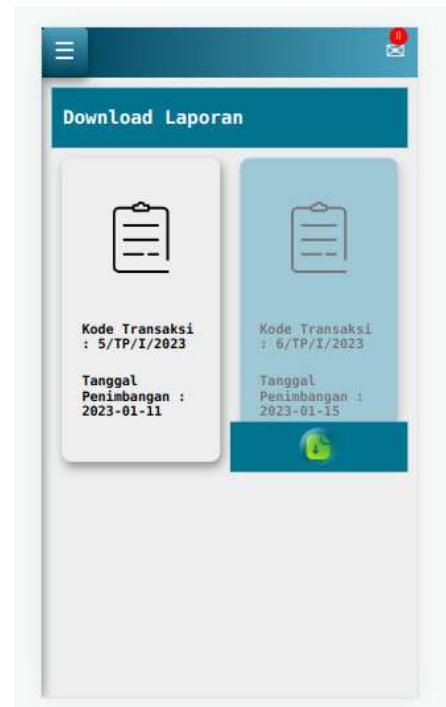 0
Download Laporan
Kode Transaksi
: 5/TP/I/2023
Tanggal
Penimbangan :
2023-01-11
Kode Transaksi
: 6/TP/I/2023
Tanggal
Penimbangan :
2023-01-15